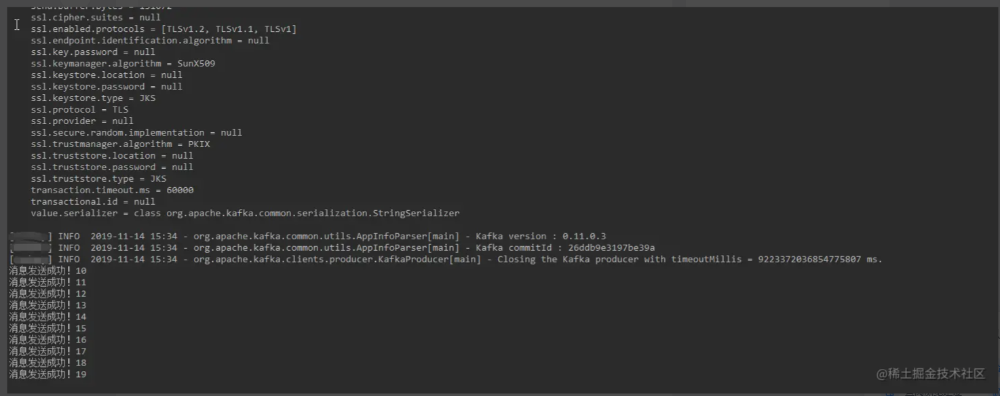 send.buffer.bytes = 131072
ssl.cipher.suites = null
ssl.enabled.protocols = [TLSv1.2, TLSv1.1, TLSv1]
ssl.endpoint.identification.algorithm = null
ssl.key.password = null
ssl.keymanager.algorithm = SunX509
ssl.keystore.location = null
ssl.keystore.password = null
ssl.keystore.type = JKS
ssl.protocol = TLS
ssl.provider = null
ssl.secure.random.implementation = null
ssl.trustmanager.algorithm = PKIX
ssl.truststore.location = null
ssl.truststore.password = null
ssl.truststore.type = JKS
transaction.timeout.ms = 60000
transactional.id = null
value.serializer = class org.apache.kafka.common.serialization.StringSerializer
[ ] INFO 2019-11-14 15:34 - org.apache.kafka.common.utils.AppInfoParser[main] - Kafka version : 0.11.0.3
[ ] INFO 2019-11-14 15:34 - org.apache.kafka.common.utils.AppInfoParser[main] - Kafka commitId : 26ddb9e3197be39a
[ ] INFO 2019-11-14 15:34 - org.apache.kafka.clients.producer.KafkaProducer[main] - Closing the Kafka producer with timeoutMillis = 9223372036854775807 ms.
消息发送成功! 10
消息发送成功! 11
消息发送成功! 12
消息发送成功! 13
消息发送成功! 14
消息发送成功! 15
消息发送成功! 16
消息发送成功! 17
消息发送成功! 18
消息发送成功! 19
@稀土掘金技术社区